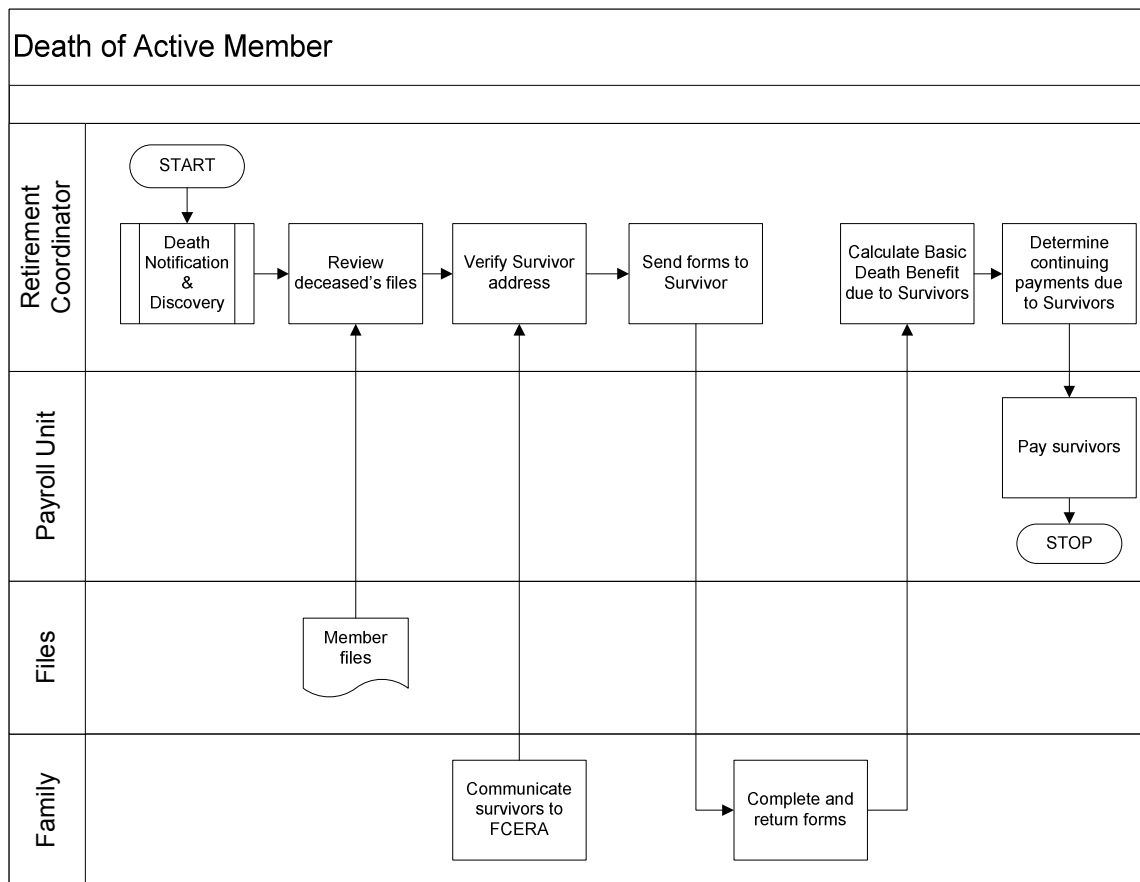 Death of Active Member
Retirement
Coordinator
START
Death
Notification
&
Discovery
Review
deceased's files
Verify Survivor
address
Send forms to
Survivor
Calculate Basic
Death Benefit
due to Survivors
Determine
continuing
payments due
to Survivors
Payroll Unit
Pay survivors
STOP
Files
Member
files
Family
Communicate
survivors to
FCERA
Complete and
return forms